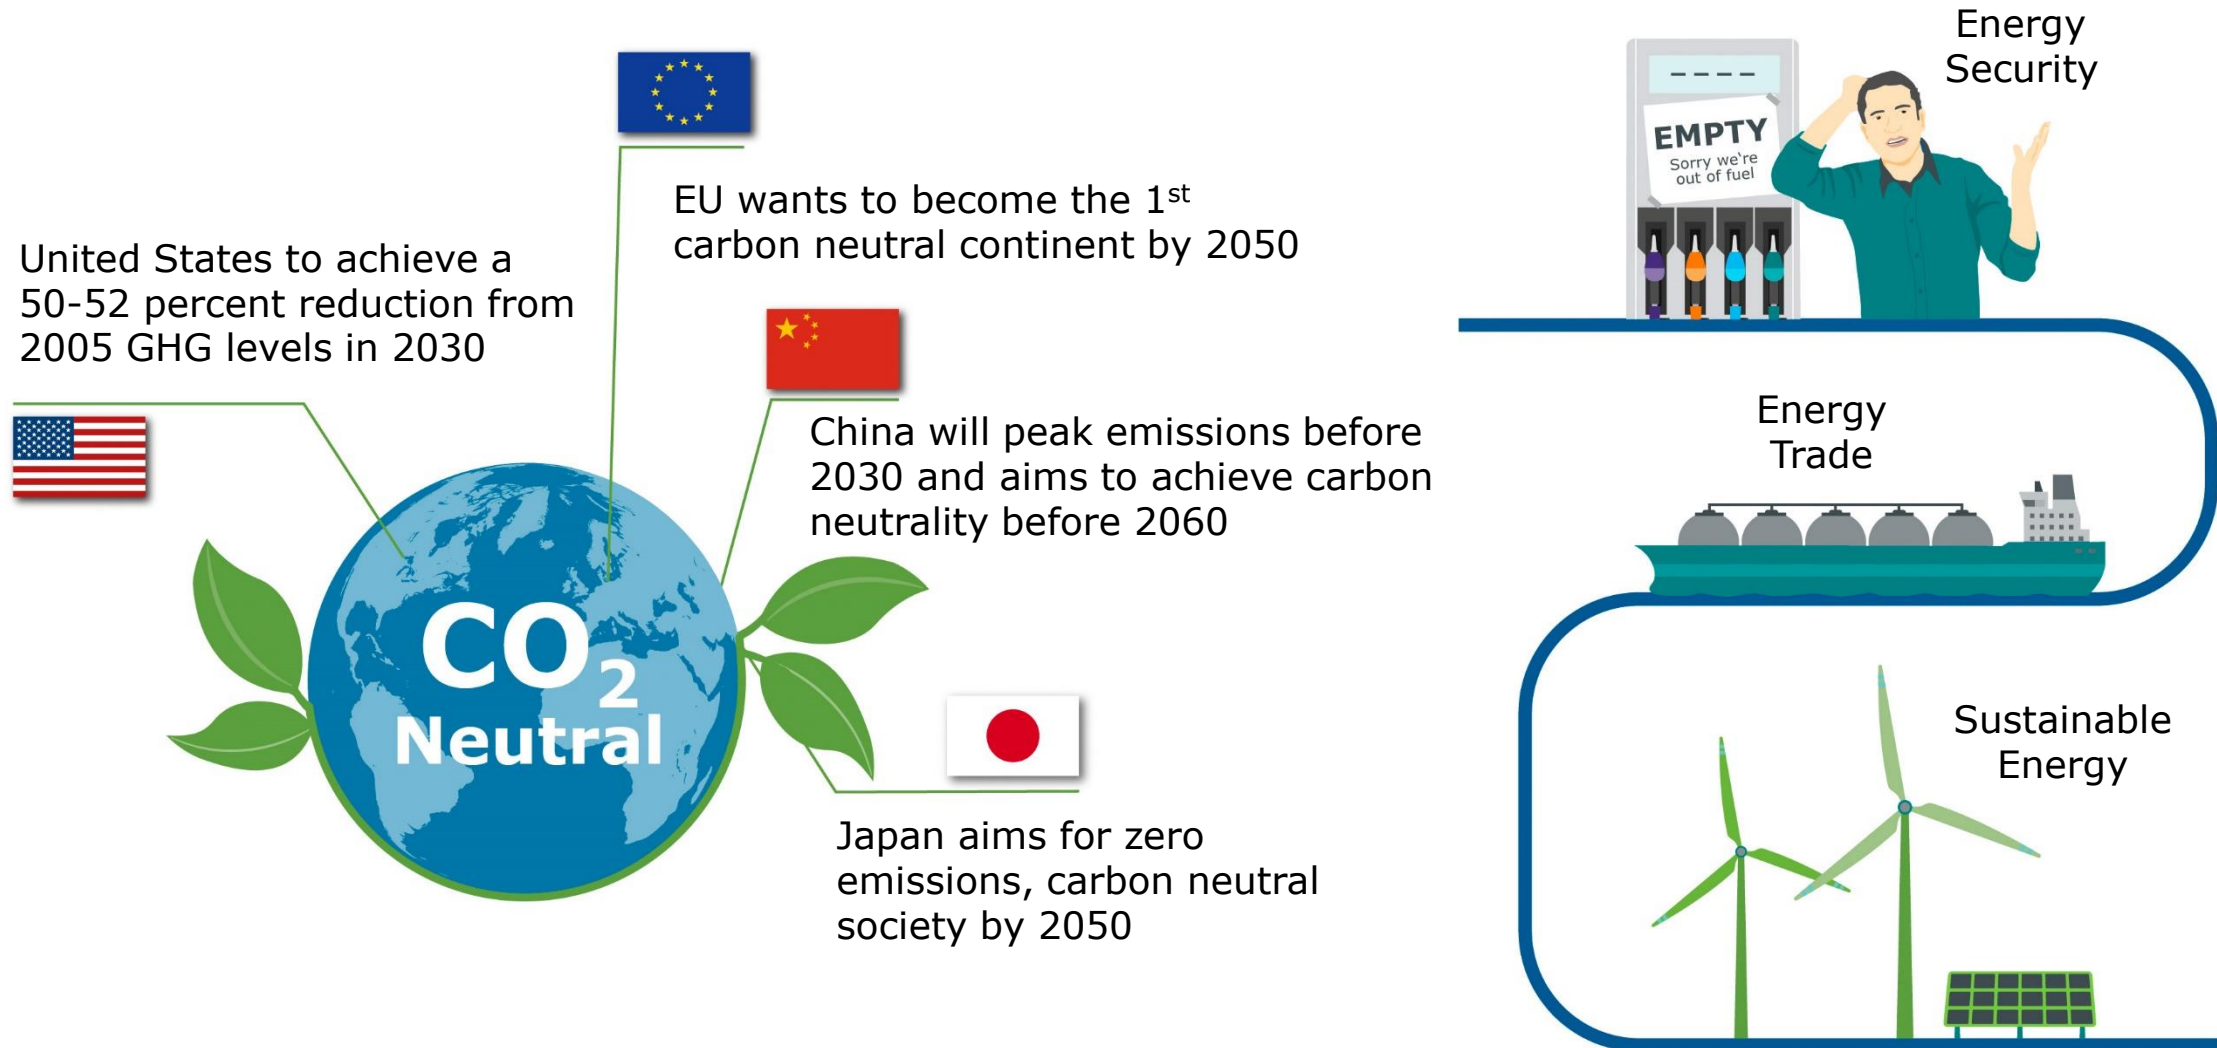 EU wants to become the 1st
carbon neutral continent by 2050
United States to achieve a
50-52 percent reduction from
2005 GHG levels in 2030
China will peak emissions before
2030 and aims to achieve carbon
neutrality before 2060
CO2
Neutral
Japan aims for zero
emissions, carbon neutral
society by 2050
Energy
Security
EMPTY
Sorry we're
out of fuel
Energy
Trade
Sustainable
Energy